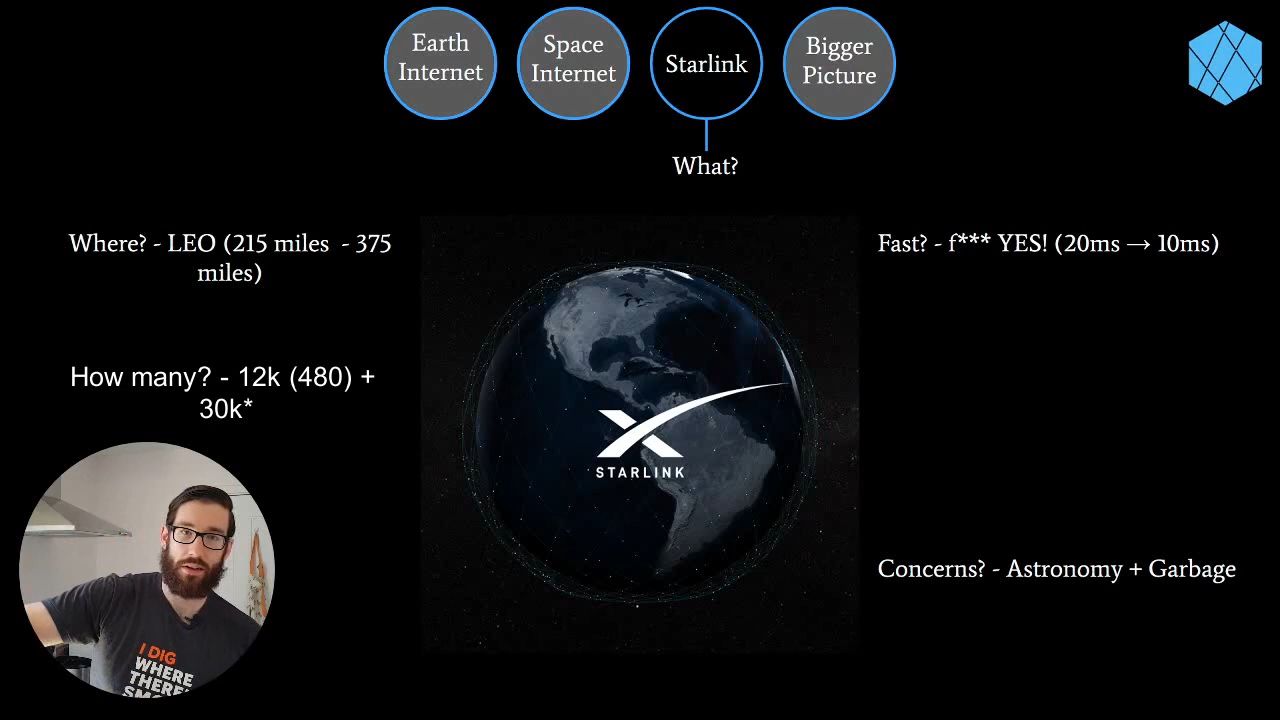 Earth
Internet
Space
Internet
Starlink
Bigger
Picture
What?
Where? - LEO (215 miles - 375
miles)
Fast? - f*** YES! (20ms → 10ms)
How many? - 12k (480) +
30k*
STARLINK
Concerns? - Astronomy + Garbage
I DIG
WHERE